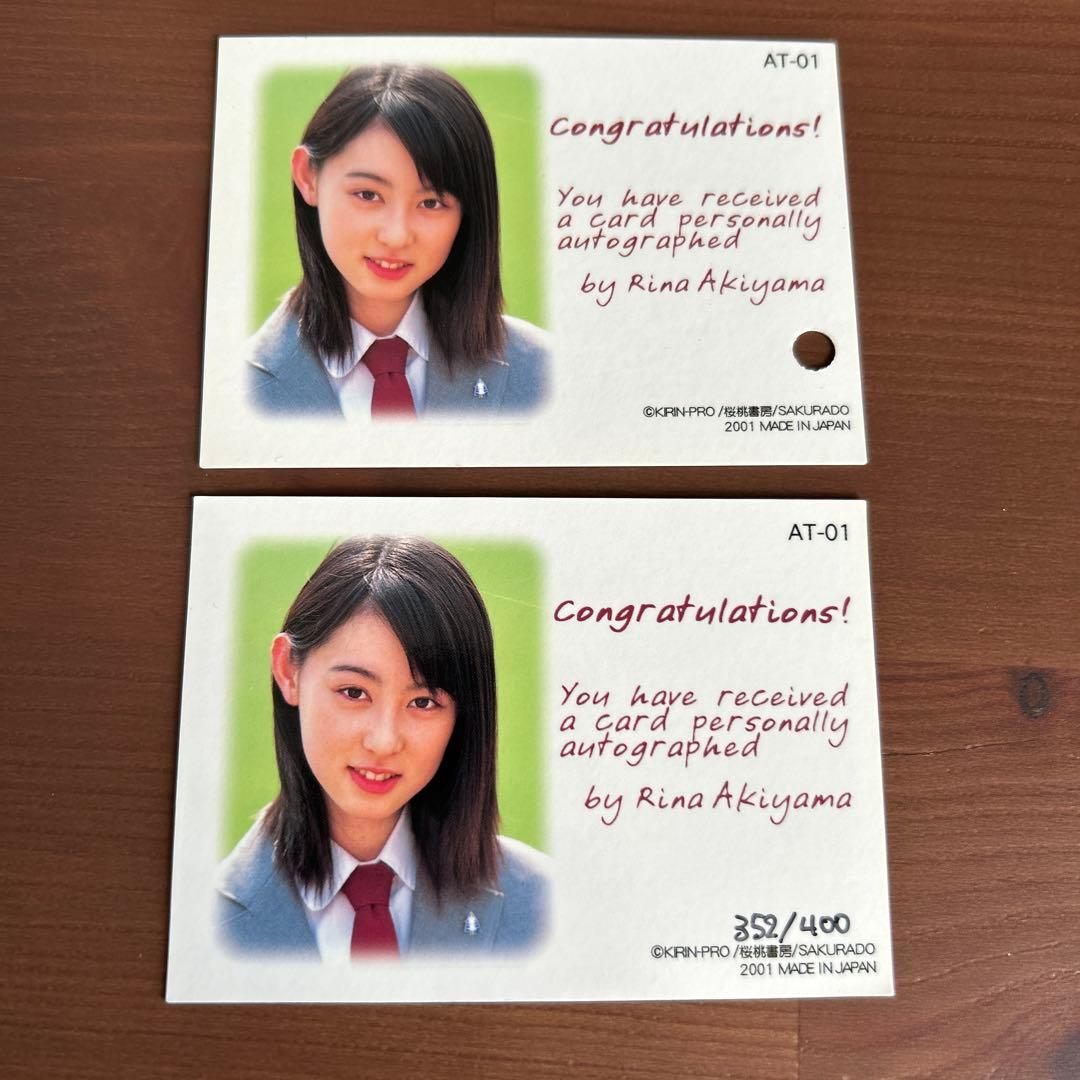 AT-01
Congratulations!
You have received
a card personally
autographed
by Rina Akiyama
©KIRIN-PRO /桜桃書房/SAKURADO
2001 MADE IN JAPAN
AT-01
Congratulations!
You have received
a card personally
autographed
by Rina Akiyama
352/400
©KIRIN-PRO /桜桃書房/SAKURADO
2001 MADE IN JAPAN